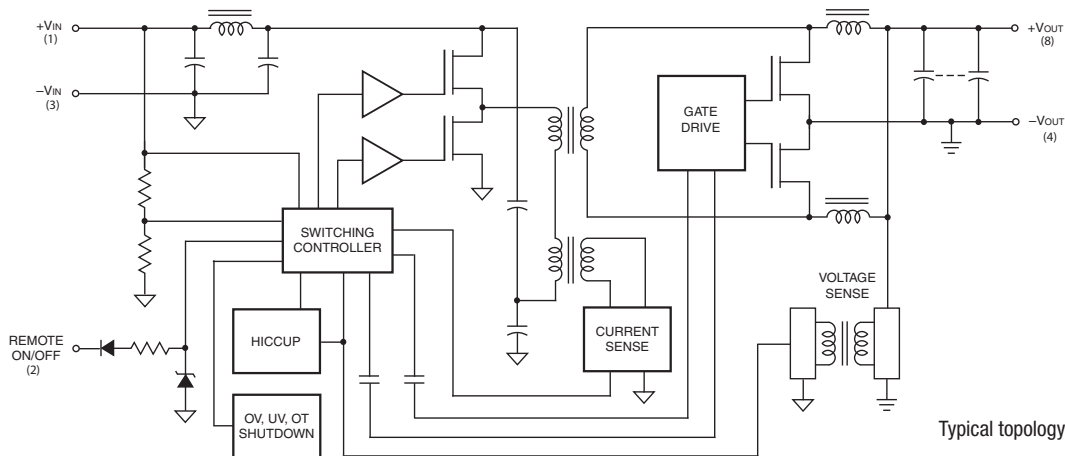 +VIN
(1)
−VIN
(3)
+VOUT
(8)
−VOUT
(4)
GATE
DRIVE
SWITCHING
CONTROLLER
VOLTAGE
SENSE
REMOTE
ON/OFF
(2)
HICCUP
CURRENT
SENSE
OV, UV, OT
SHUTDOWN
Typical topology